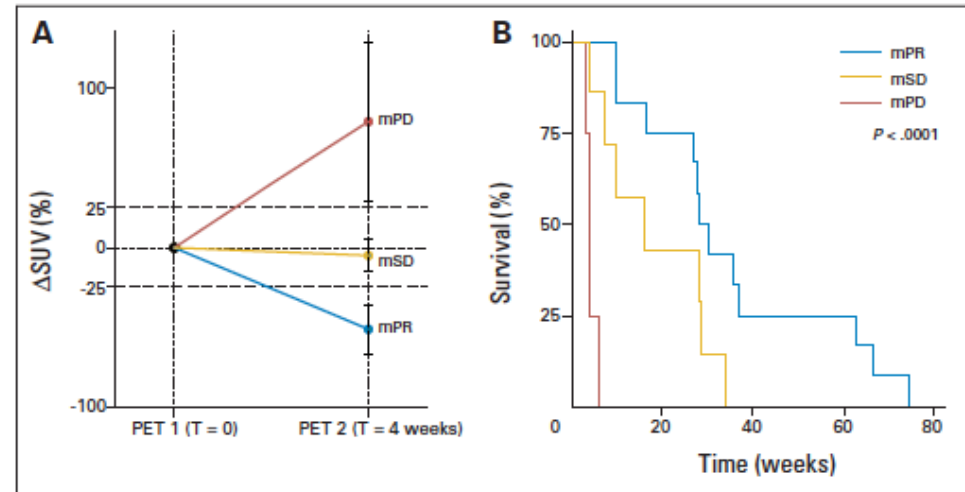 A
ΔSUV (%)
100
25
0
-25
-100
mPD
mSD
mPR
PET 1 (T = 0)
PET 2 (T = 4 weeks)
B
Survival (%)
100
75
50
25
0
20
40
60
80
Time (weeks)
mPR
mSD
mPD
P < .0001